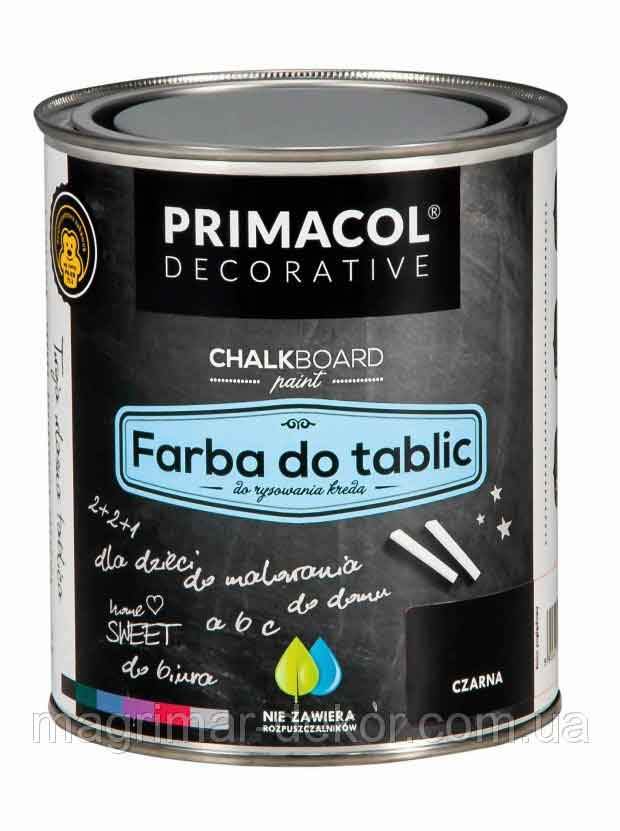 PRIMACOL®
DECORATIVE
CHALKBOARD
paint
Farba do tablic
do rysowania kredą
2+2+1
dla dzieci
do malowania
do domu
home♡
SWEET
a b c
do biura
NIE ZAWIERA
ROZPUSZCZALNIKÓW
CZARNA
magrimar-dekor.com.ua